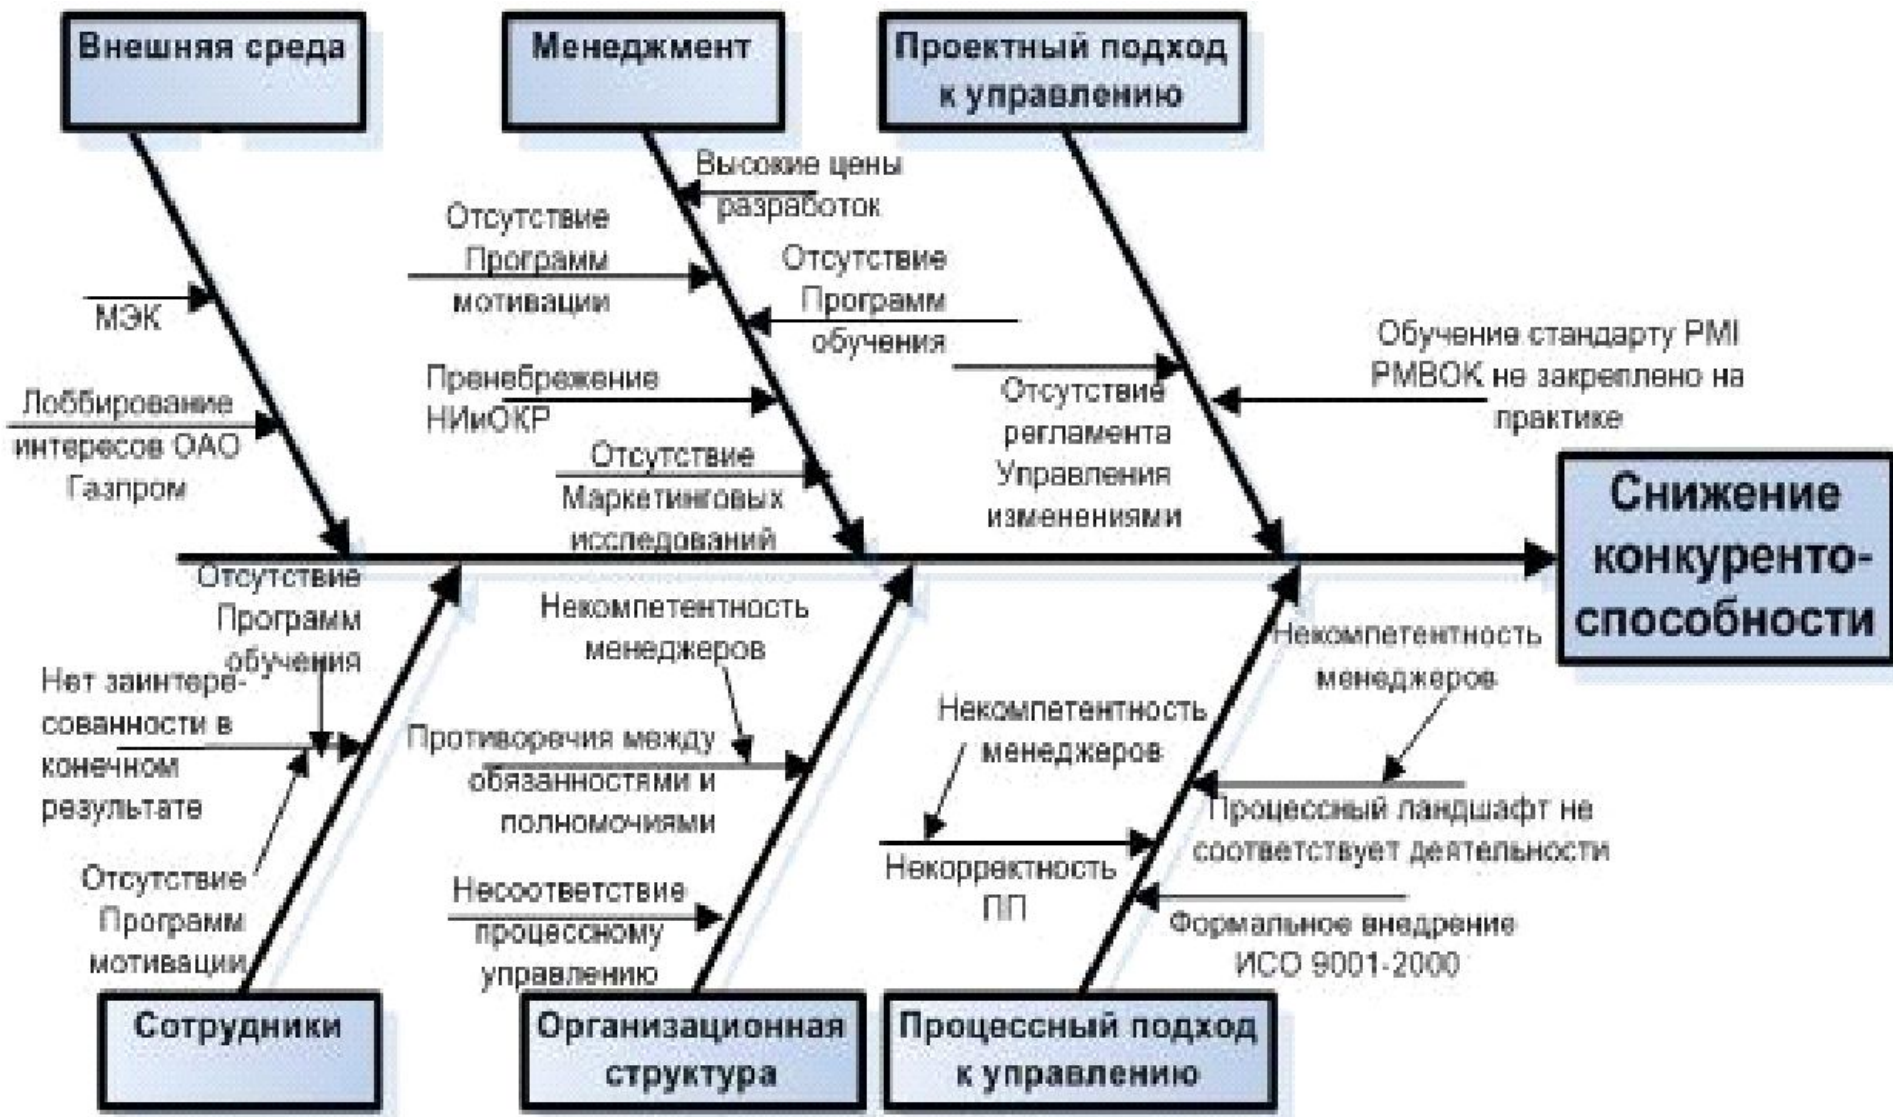 Внешняя среда
Менеджмент
Проектный подход
к управлению
Высокие цены
разработок
Отсутствие
Программ
мотивации
Отсутствие
Программ
обучения
МЭК
Пренебрежение
НИиОКР
Лоббирование
интересов ОАО
Газпром
Отсутствие
Маркетинговых
исследований
Отсутствие
регламента
Управления
изменениями
Обучение стандарту PMI
PMBOK не закреплено на
практике
Снижение
конкуренто-
способности
Отсутствие
Программ
обучения
Нет заинтере-
сованности в
конечном
результате
Отсутствие
Программ
мотивации
Некомпетентность
менеджеров
Противоречия между
обязанностями и
полномочиями
Несоответствие
процессному
управлению
Некомпетентность
менеджеров
Некорректность
ПП
Некомпетентность
менеджеров
Процессный ландшафт не
соответствует деятельности
Формальное внедрение
ИСО 9001-2000
Сотрудники
Организационная
структура
Процессный подход
к управлению